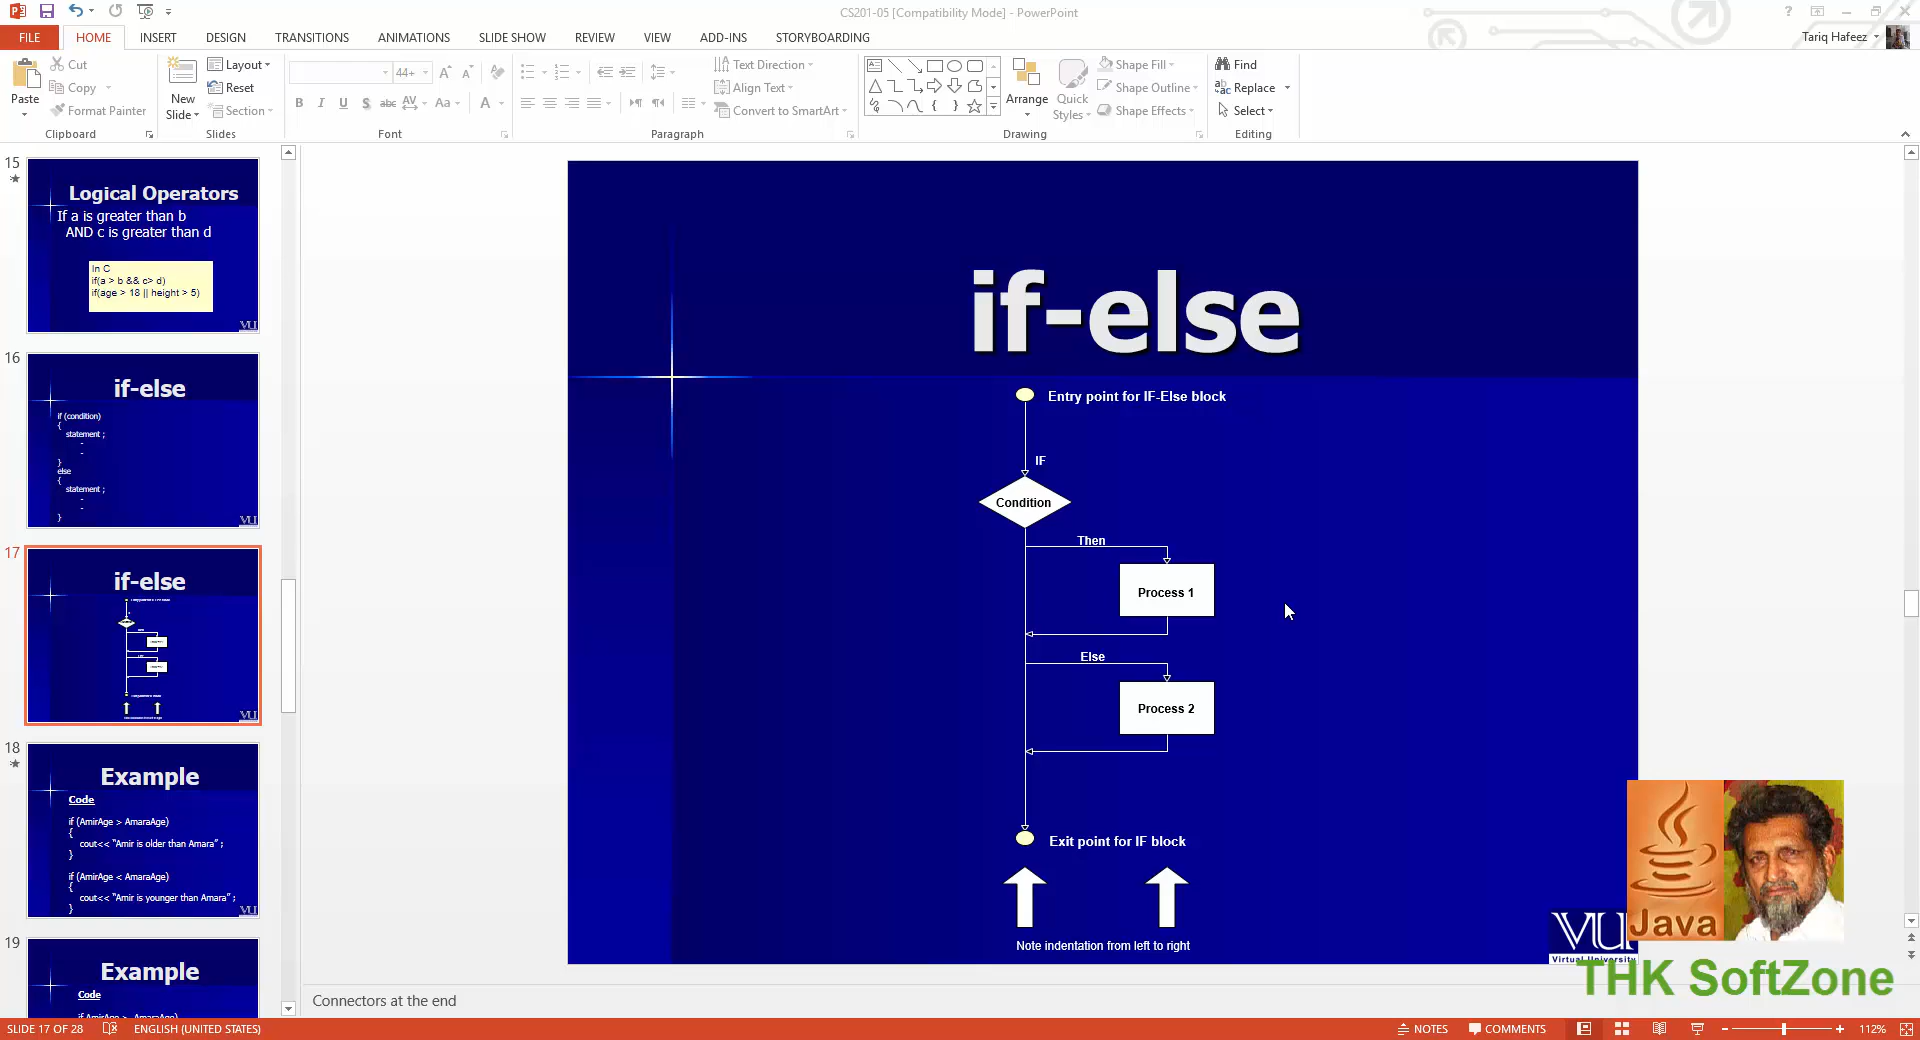 CS201-05 [Compatibility Mode] - PowerPoint
FILE HOME INSERT DESIGN TRANSITIONS ANIMATIONS SLIDE SHOW REVIEW VIEW ADD-INS STORYBOARDING
Tariq Hafeez
Paste
Cut
Copy
Format Painter
Clipboard
New
Slide
Layout
Reset
Section
Slides
44+
Font
Text Direction
Align Text
Convert to SmartArt
Paragraph
Arrange
Quick
Styles
Shape Fill
Shape Outline
Shape Effects
Drawing
Find
Replace
Select
Editing
15
Logical Operators
If a is greater than b
AND c is greater than d
In C
if(a > b && c> d)
if(age > 18 || height > 5)
VU
16
if-else
if (condition)
{
statement ;
-
-
}
else
{
statement ;
-
-
}
VU
17
if-else
VU
18
Example
Code
if (AmirAge > AmaraAge)
{
cout<< "Amir is older than Amara" ;
}
if (AmirAge < AmaraAge)
{
cout<< "Amir is younger than Amara" ;
}
VU
19
Example
Code
if-else
Entry point for IF-Else block
IF
Condition
Then
Process 1
Else
Process 2
Exit point for IF block
Note indentation from left to right
VU
Virtual University
Java
THK SoftZone
Connectors at the end
SLIDE 17 OF 28 ENGLISH (UNITED STATES) NOTES COMMENTS 112%